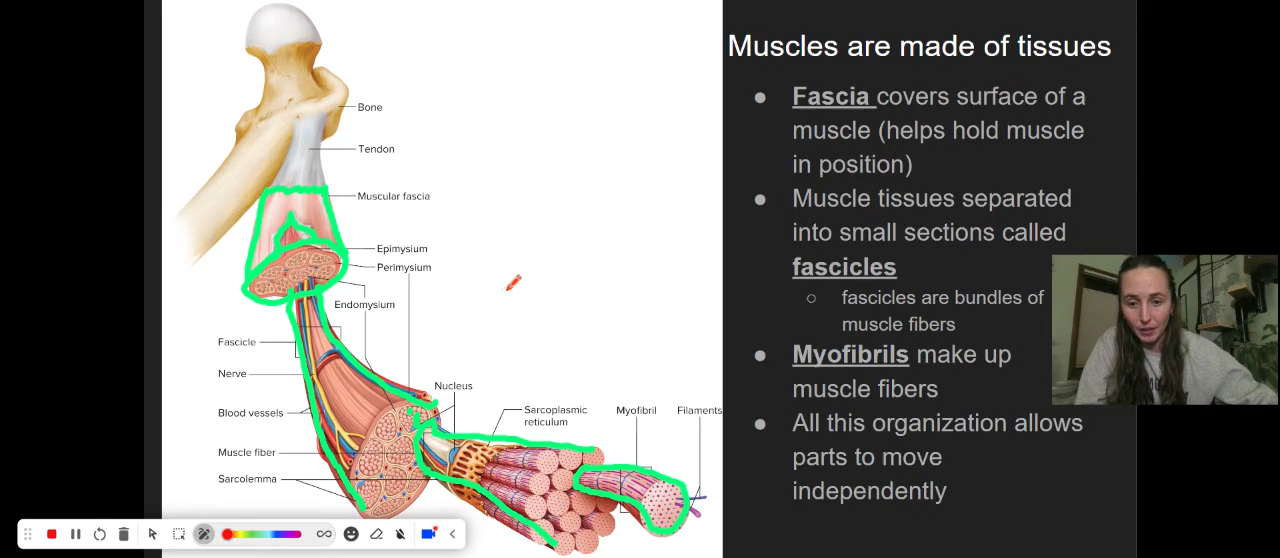 Bone
Tendon
Muscular fascia
Epimysium
Perimysium
Endomysium
Fascicle
Nerve
Nucleus
Blood vessels
Sarcoplasmic
reticulum
Myofibril
Filaments
Muscle fiber
Sarcolemma
Muscles are made of tissues
● Fascia covers surface of a
muscle (helps hold muscle
in position)
● Muscle tissues separated
into small sections called
fascicles
○ fascicles are bundles of
muscle fibers
● Myofibrils make up
muscle fibers
● All this organization allows
parts to move
independently